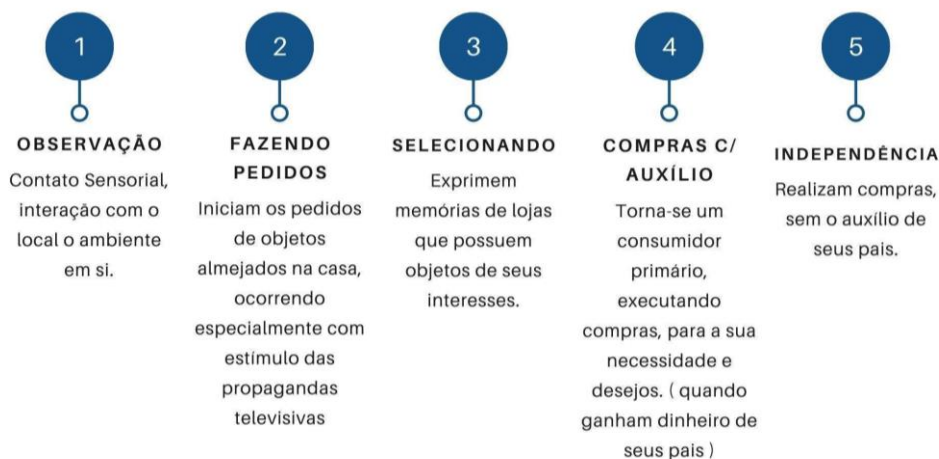 1
OBSERVAÇÃO
Contato Sensorial,
interação com o
local o ambiente
em si.
2
FAZENDO
PEDIDOS
Iniciam os pedidos
de objetos
almejados na casa,
ocorrendo
especialmente com
estímulo das
propagandas
televisivas
3
SELECIONANDO
Exprimem
memórias de lojas
que possuem
objetos de seus
interesses.
4
COMPRAS C/
AUXÍLIO
Torna-se um
consumidor
primário,
executando
compras, para a sua
necessidade e
desejos. ( quando
ganham dinheiro de
seus pais )
5
INDEPENDÊNCIA
Realizam compras,
sem o auxílio de
seus pais.